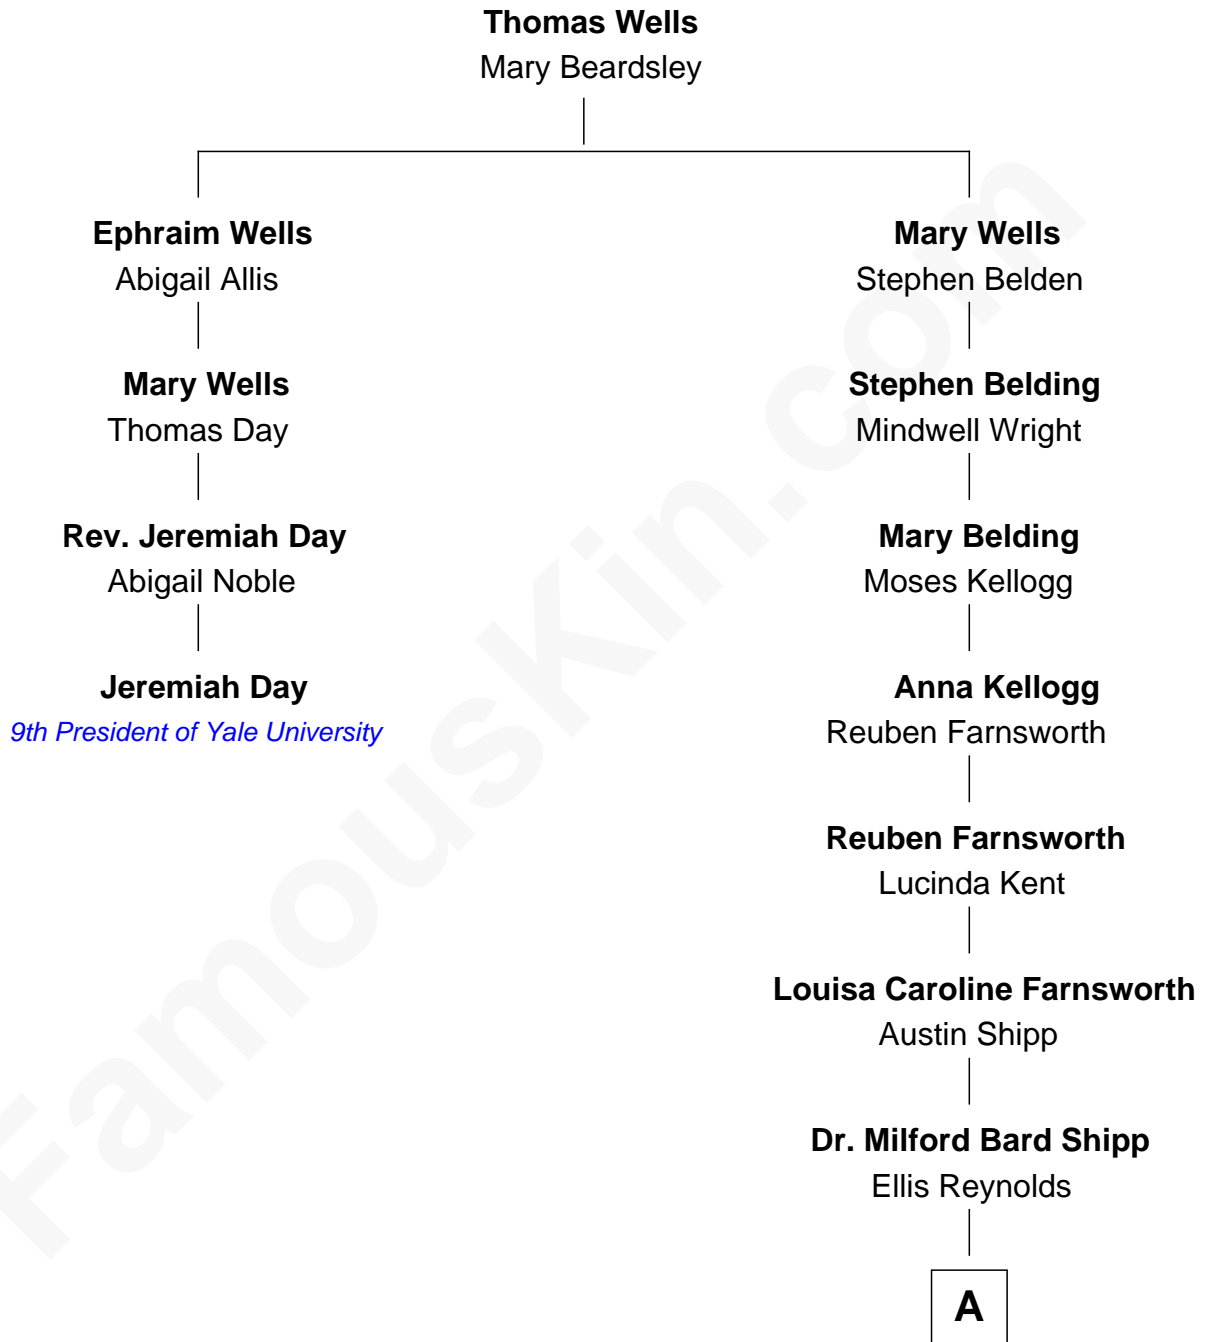 Thomas Wells
Mary Beardsley
Ephraim Wells
Abigail Allis
Mary Wells
Thomas Day
Rev. Jeremiah Day
Abigail Noble
Jeremiah Day
9th President of Yale University
Mary Wells
Stephen Belden
Stephen Belding
Mindwell Wright
Mary Belding
Moses Kellogg
Anna Kellogg
Reuben Farnsworth
Reuben Farnsworth
Lucinda Kent
Louisa Caroline Farnsworth
Austin Shipp
Dr. Milford Bard Shipp
Ellis Reynolds
A
FamousKin.com